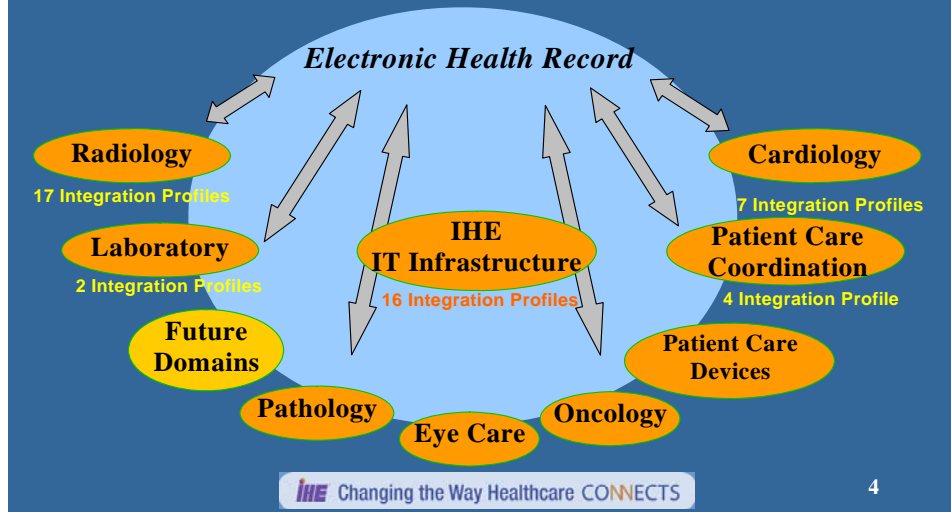 Electronic Health Record
Radiology
17 Integration Profiles
Cardiology
7 Integration Profiles
Laboratory
2 Integration Profiles
IHE
IT Infrastructure
16 Integration Profiles
Patient Care
Coordination
4 Integration Profile
Future
Domains
Patient Care
Devices
Pathology
Eye Care
Oncology
IHE Changing the Way Healthcare CONNECTS
4